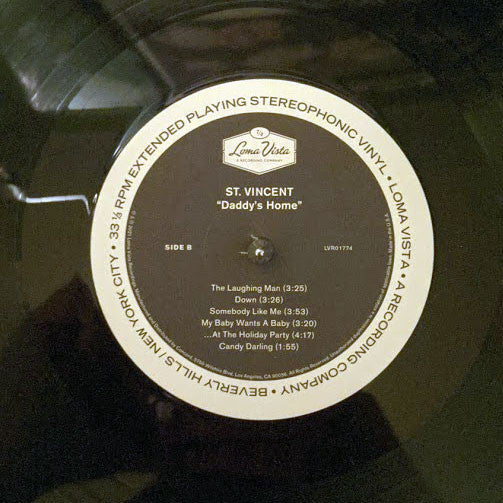 33 ⅓ RPM EXTENDED PLAYING STEREOPHONIC VINYL • LOMA VISTA • A RECORDING COMPANY • BEVERLY HILLS / NEW YORK CITY •
Loma Vista
A RECORDING COMPANY
ST. VINCENT
"Daddy's Home"
SIDE B
LVR01774
The Laughing Man (3:25)
Down (3:26)
Somebody Like Me (3:53)
My Baby Wants A Baby (3:20)
...At The Holiday Party (4:17)
Candy Darling (1:55)